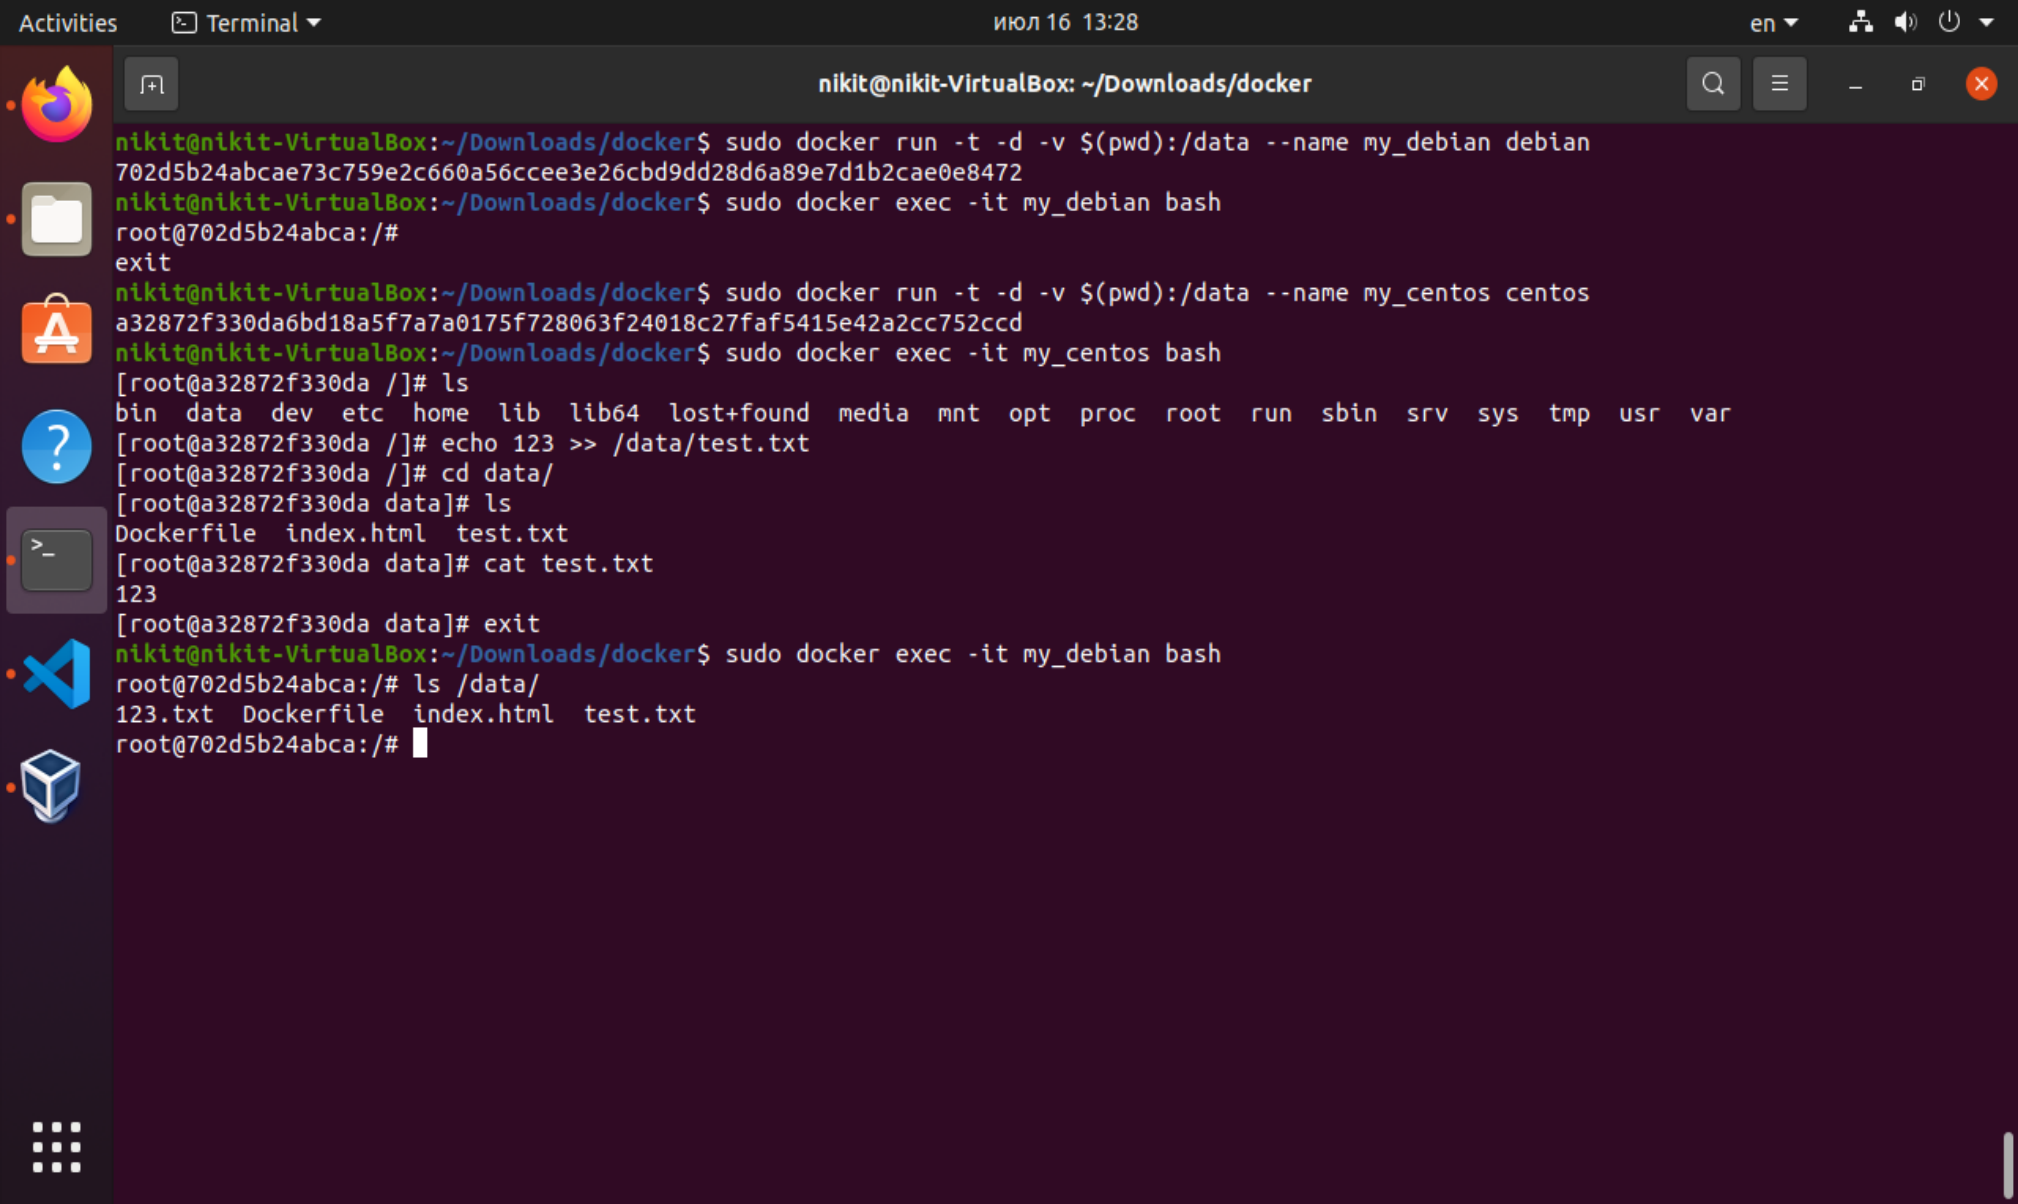 Activities Terminal июл 16 13:28 en
nikit@nikit-VirtualBox: ~/Downloads/docker
nikit@nikit-VirtualBox:~/Downloads/docker$ sudo docker run -t -d -v $(pwd):/data --name my_debian debian
702d5b24abcae73c759e2c660a56ccee3e26cbd9dd28d6a89e7d1b2cae0e8472
nikit@nikit-VirtualBox:~/Downloads/docker$ sudo docker exec -it my_debian bash
root@702d5b24abca:/#
exit
nikit@nikit-VirtualBox:~/Downloads/docker$ sudo docker run -t -d -v $(pwd):/data --name my_centos centos
a32872f330da6bd18a5f7a7a0175f728063f24018c27faf5415e42a2cc752ccd
nikit@nikit-VirtualBox:~/Downloads/docker$ sudo docker exec -it my_centos bash
[root@a32872f330da /]# ls
bin data dev etc home lib lib64 lost+found media mnt opt proc root run sbin srv sys tmp usr var
[root@a32872f330da /]# echo 123 >> /data/test.txt
[root@a32872f330da /]# cd data/
[root@a32872f330da data]# ls
Dockerfile index.html test.txt
[root@a32872f330da data]# cat test.txt
123
[root@a32872f330da data]# exit
nikit@nikit-VirtualBox:~/Downloads/docker$ sudo docker exec -it my_debian bash
root@702d5b24abca:/# ls /data/
123.txt Dockerfile index.html test.txt
root@702d5b24abca:/#